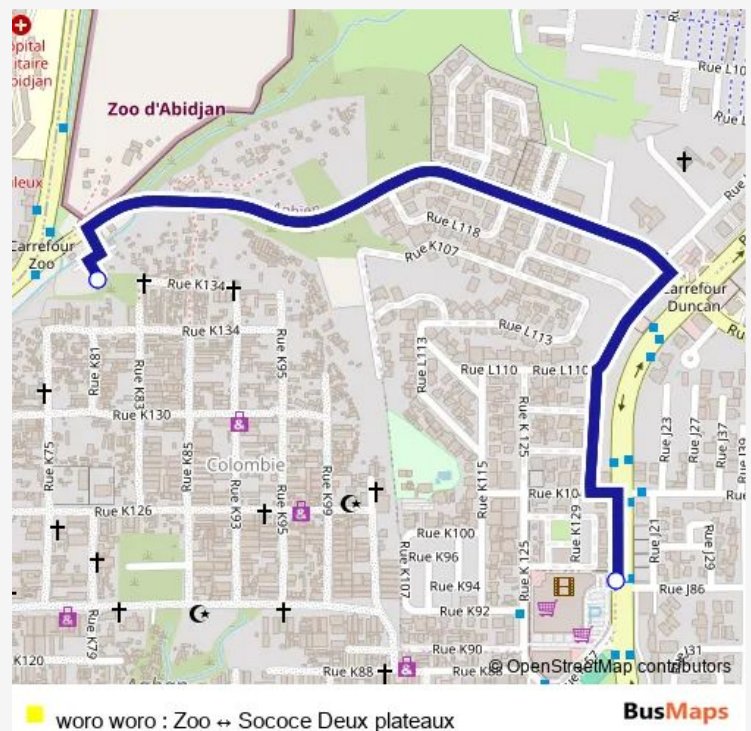 opital
itaire
bidjan
Rue L10
Zoo d'Abidjan
Carrefour
Zoo
Rue L118
Rue K107
Carrefour
Duncan
Rue K134
Rue K134
Rue L113
Rue K81
Rue K83
Rue K95
Rue L113
Rue L110
Rue L110
Rue K130
Rue K75
Rue K85
Rue K 125
Rue J23
Rue J27
Rue J37
Rue J39
Colombie
Rue K115
Rue K126
Rue K93
Rue K95
Rue K99
Rue K10
Rue K129
Rue K100
Rue K96
Rue K107
Rue K 125
Rue J21
Rue J29
Rue K94
Rue K92
Rue J86
Rue K79
K120
Rue K88
Rue K90
Rue K88
J31
© OpenStreetMap contributors
woro woro : Zoo ↔ Sococe Deux plateaux
BusMaps